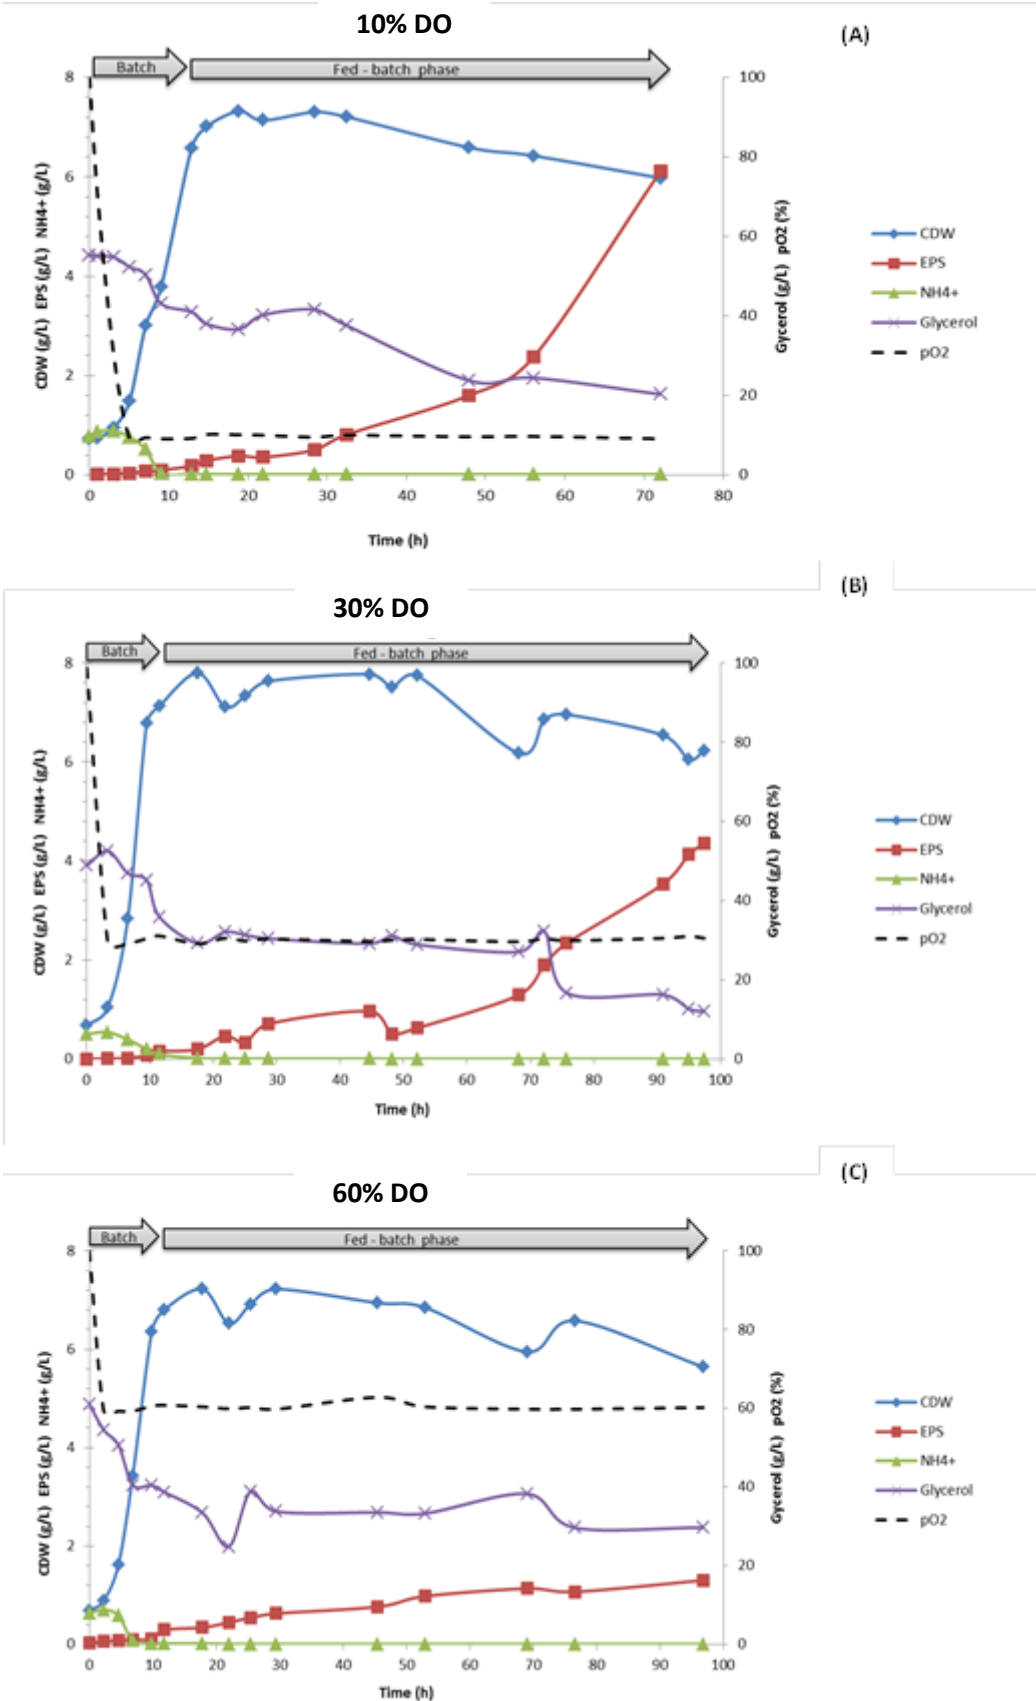 10% DO
(A)
Batch
Fed - batch phase
8
6
4
2
0
100
80
60
40
20
0
CDW (g/L) EPS (g/L) NH4+ (g/L)
Gycerol (g/L) pO2 (%)
0 10 20 30 40 50 60 70 80
Time (h)
CDW
EPS
NH4+
Glycerol
pO2
(B)
30% DO
Batch
Fed - batch phase
8
6
4
2
0
100
80
60
40
20
0
CDW (g/L) EPS (g/L) NH4+ (g/L)
Gycerol (g/L) pO2 (%)
0 10 20 30 40 50 60 70 80 90 100
Time (h)
CDW
EPS
NH4+
Glycerol
pO2
(C)
60% DO
Batch
Fed - batch phase
8
6
4
2
0
100
80
60
40
20
0
CDW (g/L) EPS (g/L) NH4+ (g/L)
Gycerol (g/L) pO2 (%)
0 10 20 30 40 50 60 70 80 90 100
Time (h)
CDW
EPS
NH4+
Glycerol
pO2